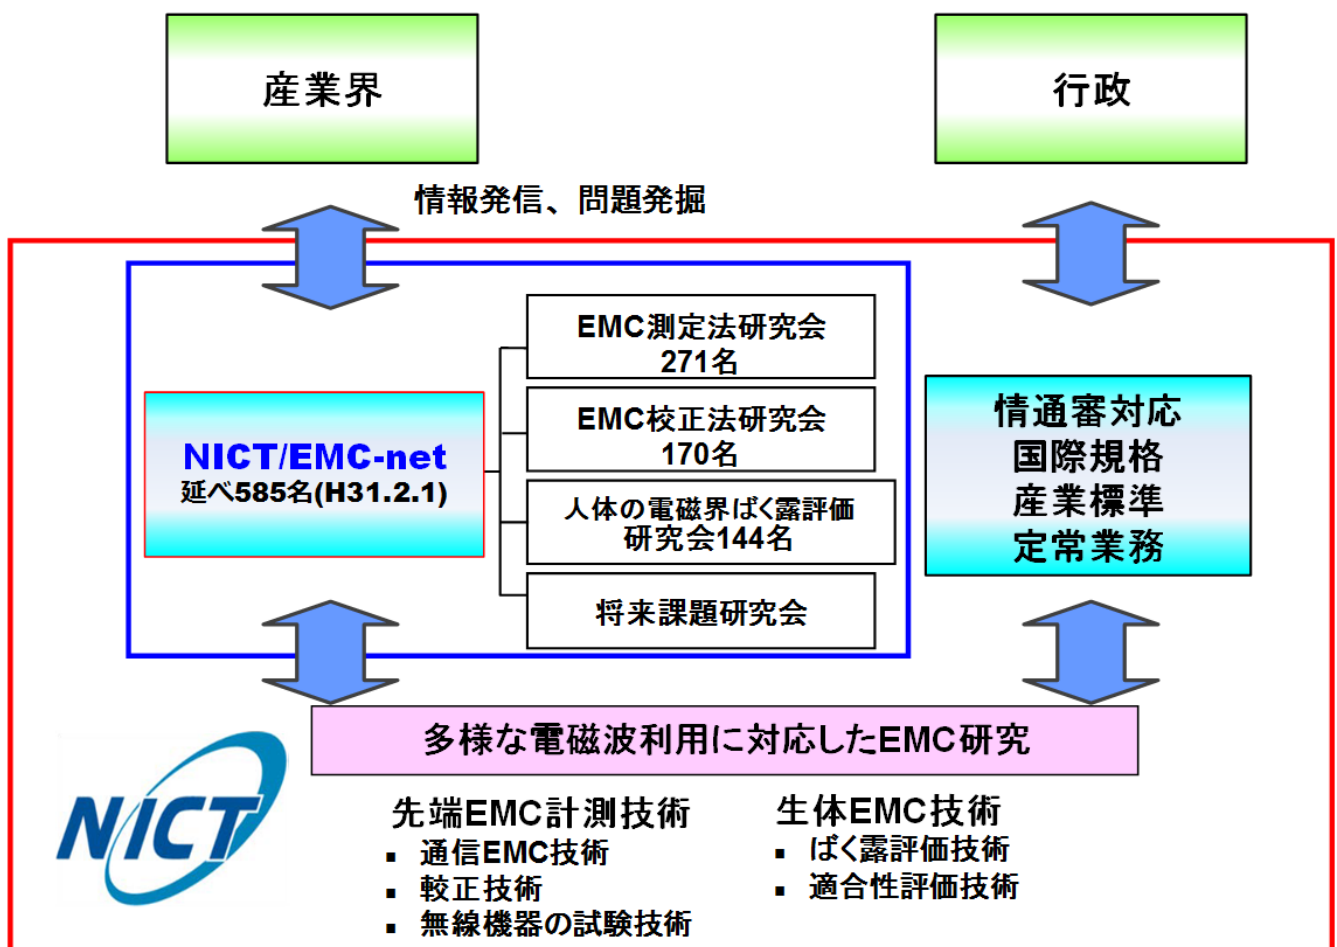 産業界
行政
情報発信、問題発掘
NICT/EMC-net
延べ585名(H31.2.1)
EMC測定法研究会
271名
EMC校正法研究会
170名
人体の電磁界ばく露評価
研究会144名
将来課題研究会
情通審対応
国際規格
産業標準
定常業務
多様な電磁波利用に対応したEMC研究
NICT
先端EMC計測技術
▪ 通信EMC技術
▪ 較正技術
▪ 無線機器の試験技術
生体EMC技術
▪ ばく露評価技術
▪ 適合性評価技術